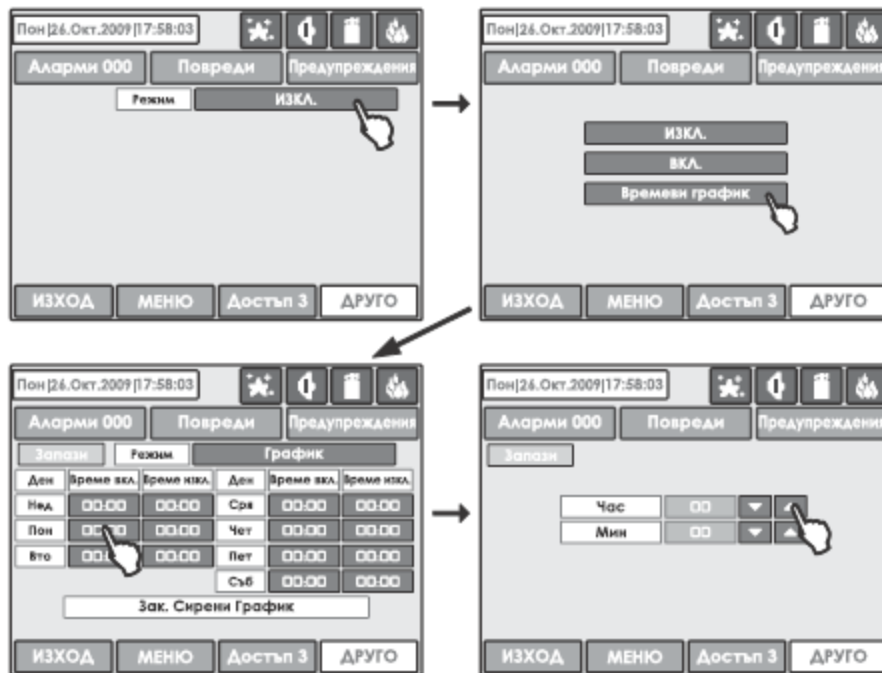 Пон|26.Окт.2009|17:58:03
Аларми 000 Повреди Предупреждения
Режим ИЗКЛ.
ИЗХОД МЕНЮ Достъп 3 ДРУГО
Пон|26.Окт.2009|17:58:03
Аларми 000 Повреди Предупреждения
ИЗКЛ.
ВКЛ.
Времеви график
ИЗХОД МЕНЮ Достъп 3 ДРУГО
Пон|26.Окт.2009|17:58:03
Аларми 000 Повреди Предупреждения
Запази Режим График
Ден Време вкл. Време изкл. Ден Време вкл. Време изкл.
Нед 00:00 00:00 Сря 00:00 00:00
Пон 00:00 00:00 Чет 00:00 00:00
Вто 00:00 00:00 Пет 00:00 00:00
Съб 00:00 00:00
Зак. Сирени График
ИЗХОД МЕНЮ Достъп 3 ДРУГО
Пон|26.Окт.2009|17:58:03
Аларми 000 Повреди Предупреждения
Запази
Час 00
Мин 00
ИЗХОД МЕНЮ Достъп 3 ДРУГО